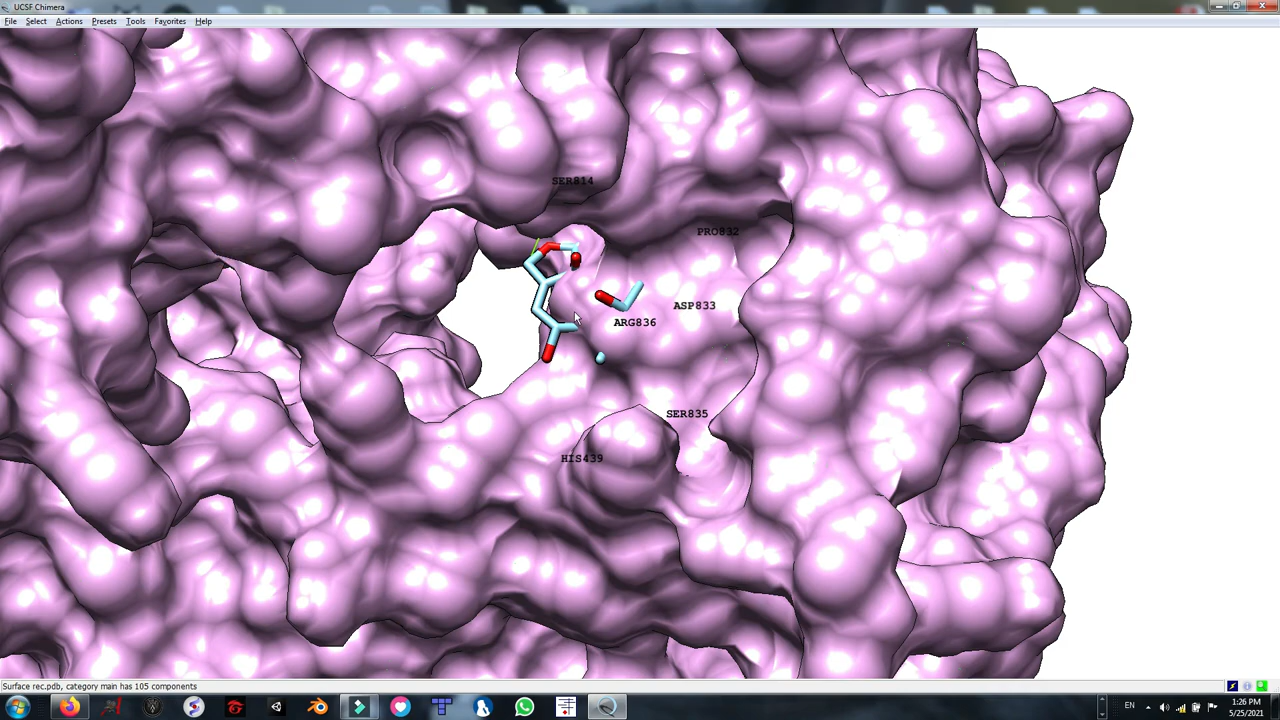 UCSF Chimera
File Select Actions Presets Tools Favorites Help
SER814
PRO832
ASP833
ARG836
SER835
HIS439
Surface rec.pdb, category main has 105 components
EN
1:26 PM
5/25/2021